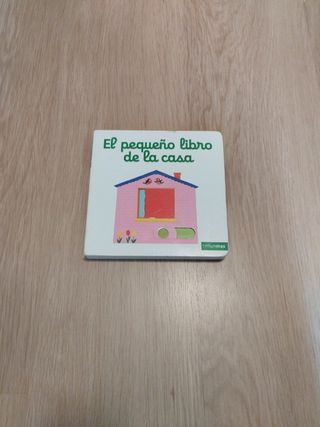 El pequeño libro
de la casa